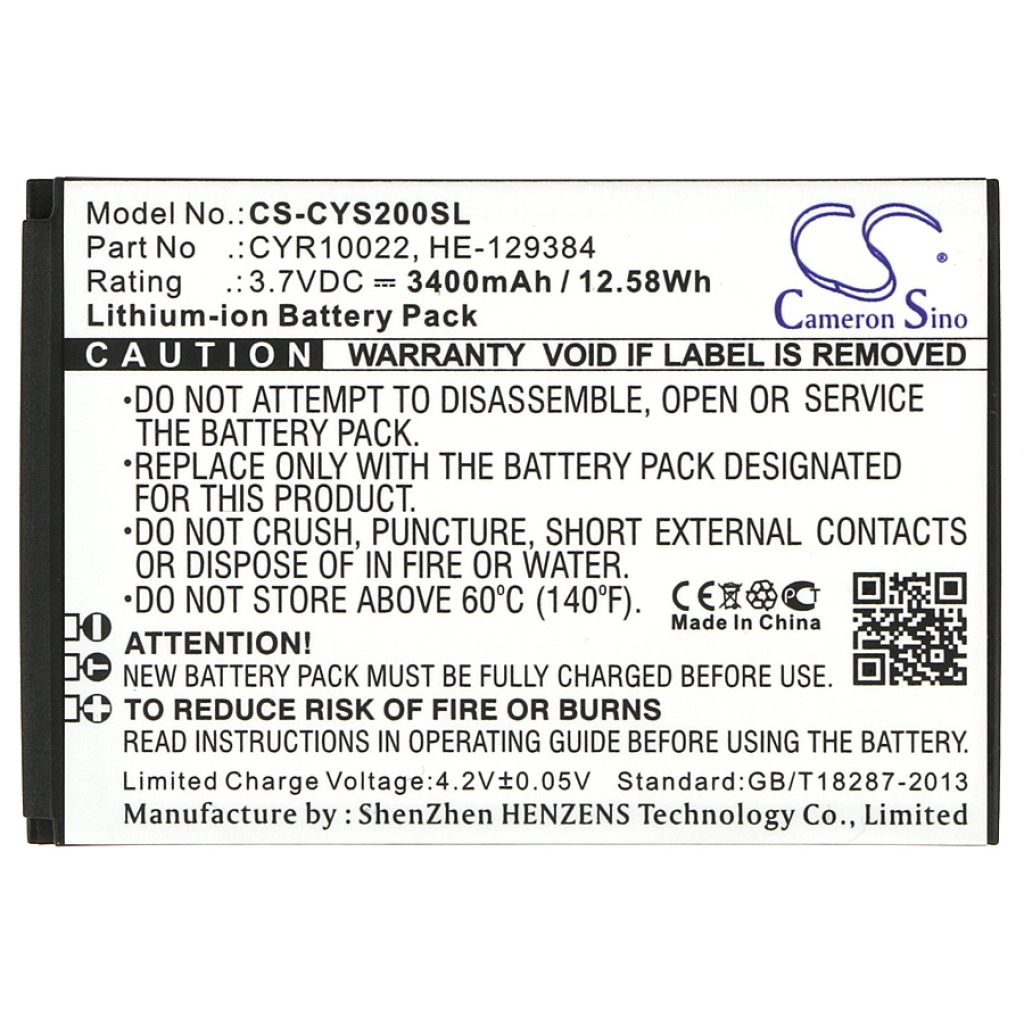 Model No.: CS-CYS200SL
Part No .: CYR10022, HE-129384
Rating .: 3.7VDC ⎓ 3400mAh / 12.58Wh
Lithium-ion Battery Pack
CS ®
Cameron Sino
CAUTION WARRANTY VOID IF LABEL IS REMOVED
•DO NOT ATTEMPT TO DISASSEMBLE, OPEN OR SERVICE
THE BATTERY PACK.
•REPLACE ONLY WITH THE BATTERY PACK DESIGNATED
FOR THIS PRODUCT.
•DO NOT CRUSH, PUNCTURE, SHORT EXTERNAL CONTACTS
OR DISPOSE OF IN FIRE OR WATER.
•DO NOT STORE ABOVE 60°C (140°F).
CE PCT
Made In China
ATTENTION!
NEW BATTERY PACK MUST BE FULLY CHARGED BEFORE USE.
TO REDUCE RISK OF FIRE OR BURNS
READ INSTRUCTIONS IN OPERATING GUIDE BEFORE USING THE BATTERY.
Limited Charge Voltage:4.2V±0.05V Standard:GB/T18287-2013
Manufacture by: ShenZhen HENZENS Technology Co., Limited